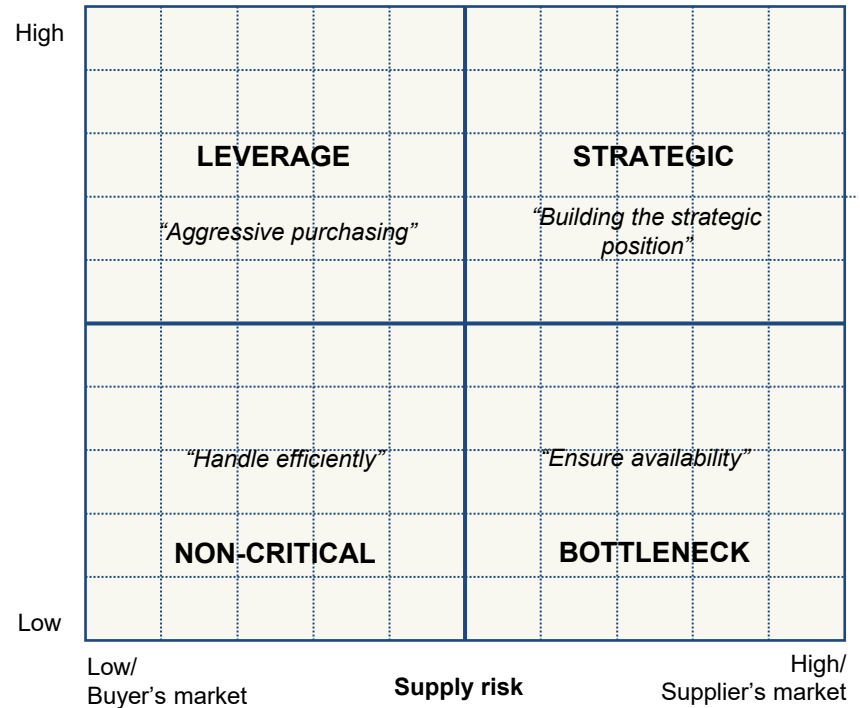 High
LEVERAGE
STRATEGIC
“Aggressive purchasing”
“Building the strategic
position”
“Handle efficiently”
“Ensure availability”
NON-CRITICAL
BOTTLENECK
Low
Low/
Buyer’s market
Supply risk
High/
Supplier’s market